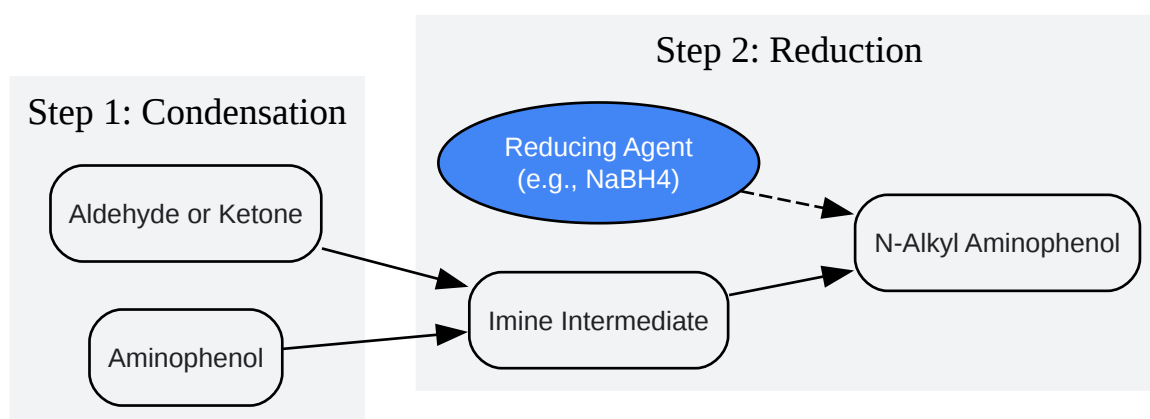 Step 1: Condensation
Aldehyde or Ketone
Aminophenol
Step 2: Reduction
Reducing Agent
(e.g., NaBH4)
Imine Intermediate
N-Alkyl Aminophenol